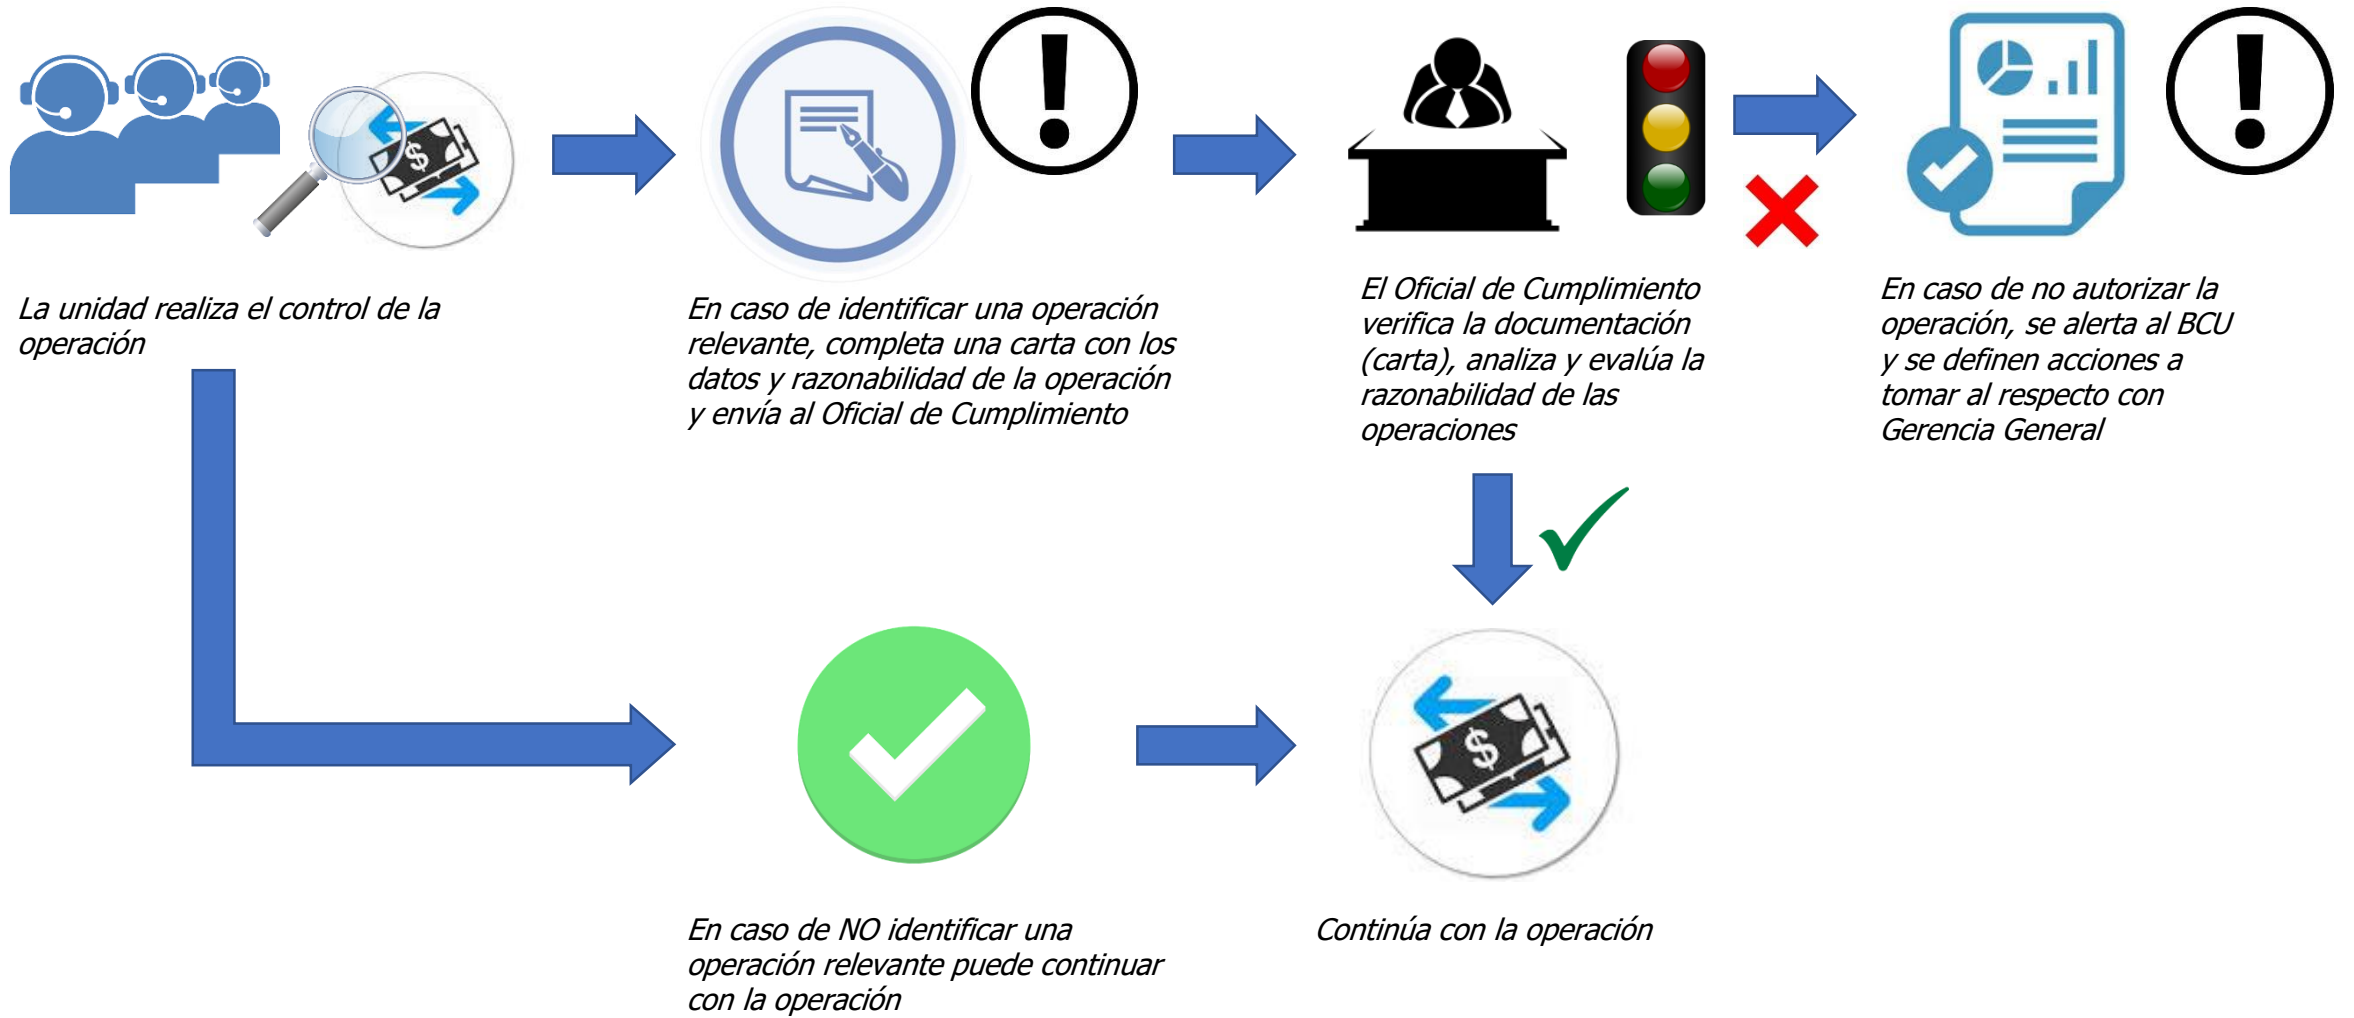 La unidad realiza el control de la
operación
En caso de identificar una operación
relevante, completa una carta con los
datos y razonabilidad de la operación
y envía al Oficial de Cumplimiento
El Oficial de Cumplimiento
verifica la documentación
(carta), analiza y evalúa la
razonabilidad de las
operaciones
En caso de no autorizar la
operación, se alerta al BCU
y se definen acciones a
tomar al respecto con
Gerencia General
En caso de NO identificar una
operación relevante puede continuar
con la operación
Continúa con la operación